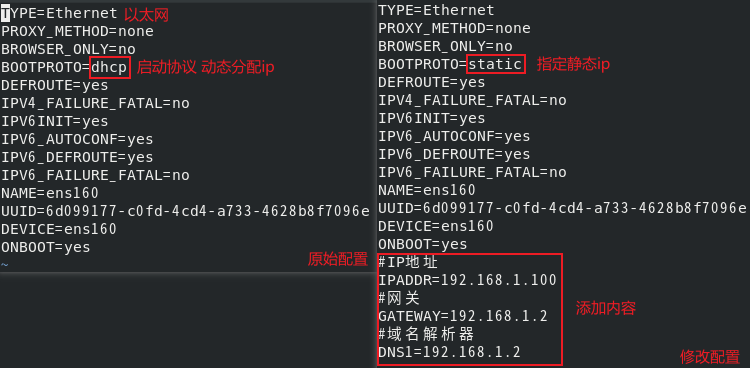 TYPE=Ethernet 以太网
PROXY_METHOD=none
BROWSER_ONLY=no
BOOTPROTO=dhcp 启动协议 动态分配ip
DEFROUTE=yes
IPV4_FAILURE_FATAL=no
IPV6INIT=yes
IPV6_AUTOCONF=yes
IPV6_DEFROUTE=yes
IPV6_FAILURE_FATAL=no
NAME=ens160
UUID=6d099177-c0fd-4cd4-a733-4628b8f7096e
DEVICE=ens160
ONBOOT=yes
~
原始配置
TYPE=Ethernet
PROXY_METHOD=none
BROWSER_ONLY=no
BOOTPROTO=static 指定静态ip
DEFROUTE=yes
IPV4_FAILURE_FATAL=no
IPV6INIT=yes
IPV6_AUTOCONF=yes
IPV6_DEFROUTE=yes
IPV6_FAILURE_FATAL=no
NAME=ens160
UUID=6d099177-c0fd-4cd4-a733-4628b8f7096e
DEVICE=ens160
ONBOOT=yes
#IP地址
IPADDR=192.168.1.100
#网关
GATEWAY=192.168.1.2
#域名解析器
DNS1=192.168.1.2
添加内容
修改配置